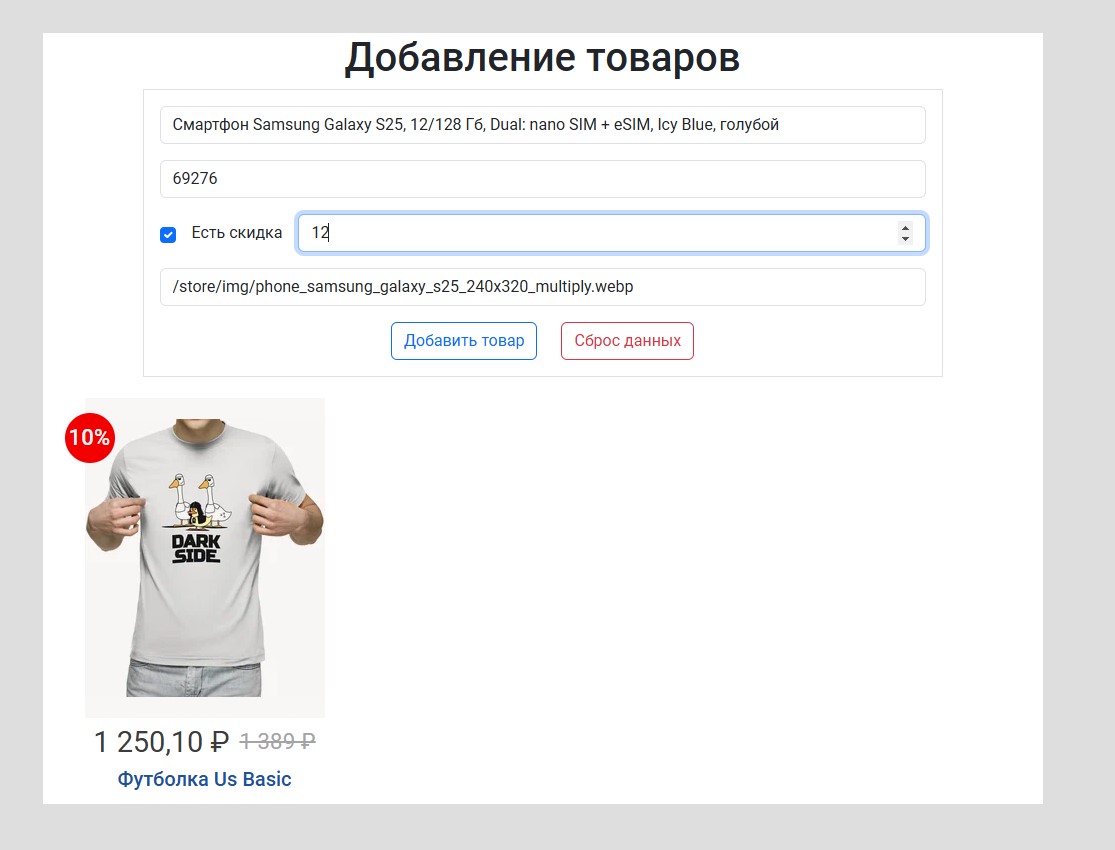 Добавление товаров
Смартфон Samsung Galaxy S25, 12/128 Гб, Dual: nano SIM + eSIM, Icy Blue, голубой
69276
Есть скидка 12
/store/img/phone_samsung_galaxy_s25_240x320_multiply.webp
Добавить товар Сброс данных
10%
DARK
SIDE
1 250,10 ₽ 1 389 ₽
Футболка Us Basic